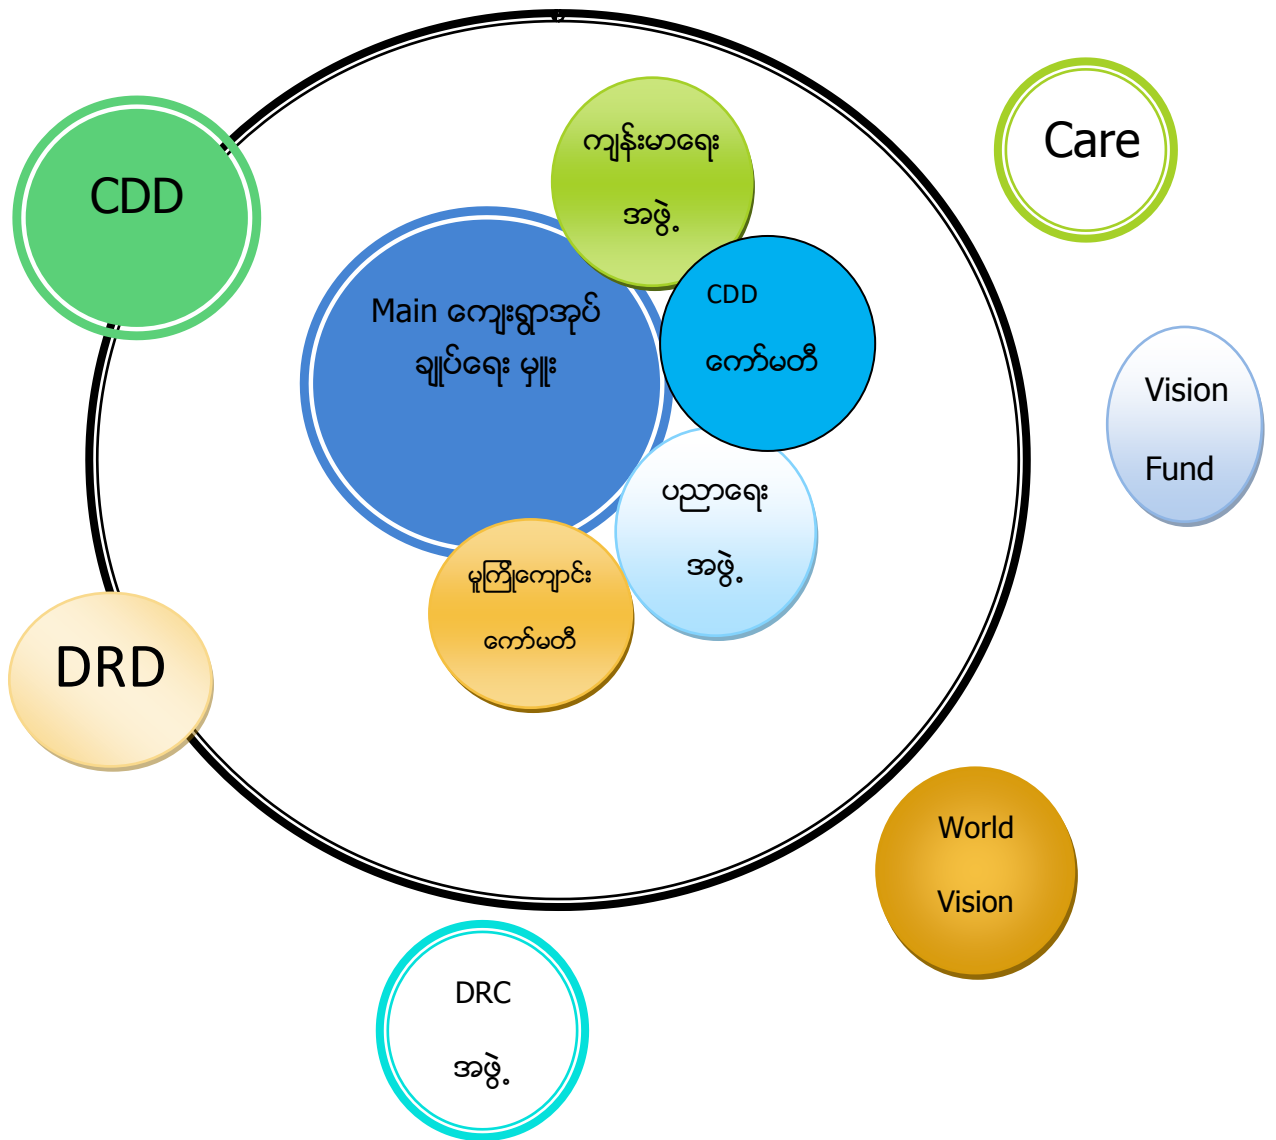 ကျန်းမာရေး
အဖွဲ့
Care
CDD
Main ကျေးရွာအုပ်
ချုပ်ရေး မှူး
CDD
ကော်မတီ
Vision
Fund
ပညာရေး
အဖွဲ့
မူကြိုကျောင်း
ကော်မတီ
DRD
World
Vision
DRC
အဖွဲ့